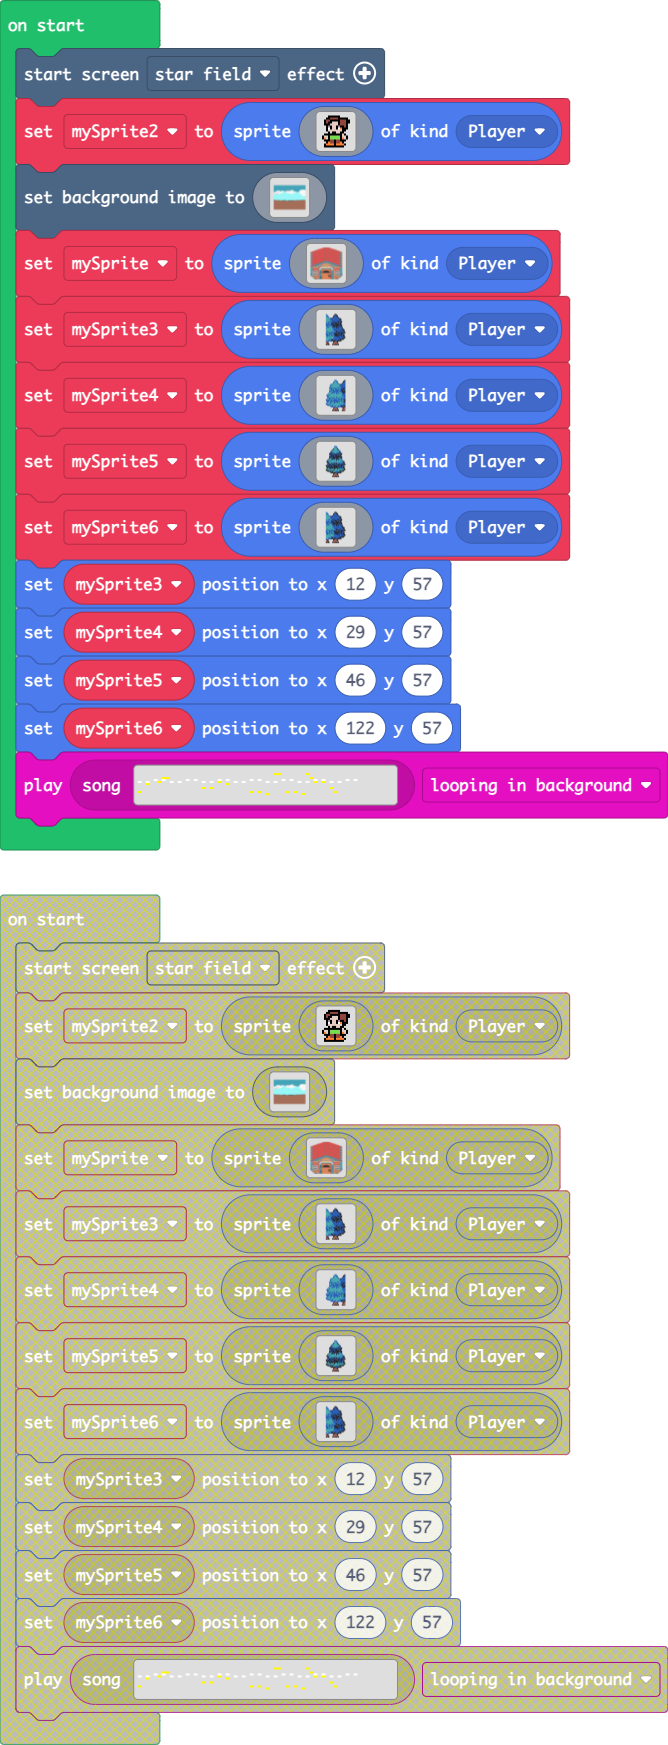 on start
start screen star field effect
set mySprite2 to sprite of kind Player
set background image to
set mySprite to sprite of kind Player
set mySprite3 to sprite of kind Player
set mySprite4 to sprite of kind Player
set mySprite5 to sprite of kind Player
set mySprite6 to sprite of kind Player
set mySprite3 position to x 12 y 57
set mySprite4 position to x 29 y 57
set mySprite5 position to x 46 y 57
set mySprite6 position to x 122 y 57
play song looping in background
on start
start screen star field effect
set mySprite2 to sprite of kind Player
set background image to
set mySprite to sprite of kind Player
set mySprite3 to sprite of kind Player
set mySprite4 to sprite of kind Player
set mySprite5 to sprite of kind Player
set mySprite6 to sprite of kind Player
set mySprite3 position to x 12 y 57
set mySprite4 position to x 29 y 57
set mySprite5 position to x 46 y 57
set mySprite6 position to x 122 y 57
play song looping in background